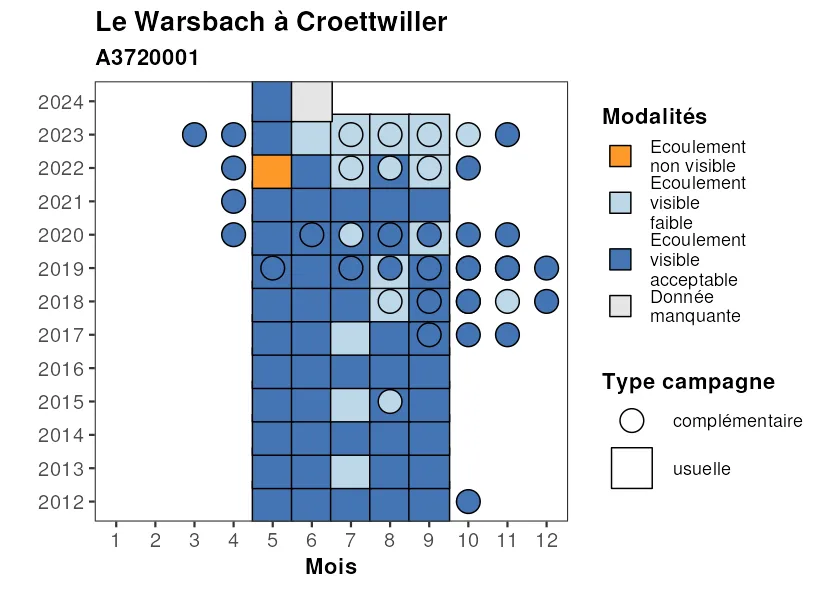 Le Warsbach à Croettwiller
A3720001
2024
2023
2022
2021
2020
2019
2018
2017
2016
2015
2014
2013
2012
1 2 3 4 5 6 7 8 9 10 11 12
Mois
Modalités
Ecoulement
non visible
Ecoulement
visible
faible
Ecoulement
visible
acceptable
Donnée
manquante
Type campagne
complémentaire
usuelle